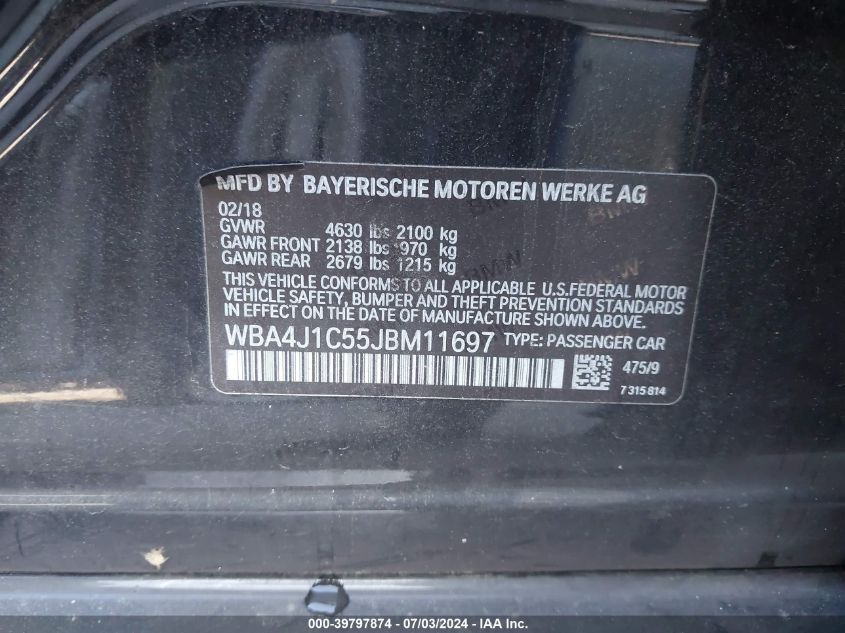 MFD BY BAYERISCHE MOTOREN WERKE AG
02/18
GVWR 4630 lbs 2100 kg
GAWR FRONT 2138 lbs 970 kg
GAWR REAR 2679 lbs 1215 kg
THIS VEHICLE CONFORMS TO ALL APPLICABLE U.S.FEDERAL MOTOR
VEHICLE SAFETY, BUMPER AND THEFT PREVENTION STANDARDS
IN EFFECT ON THE DATE OF MANUFACTURE SHOWN ABOVE.
WBA4J1C55JBM11697 TYPE: PASSENGER CAR
475/9
7315814
000-39797874 - 07/03/2024 - IAA Inc.